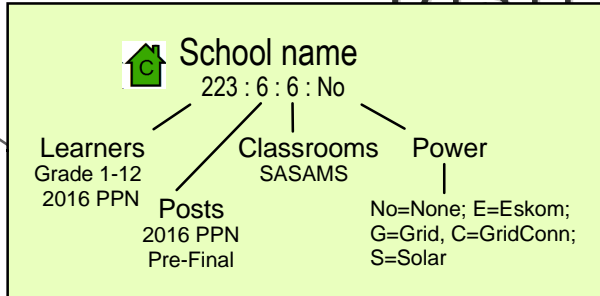 C
School name
223 : 6 : 6 : No
Learners
Grade 1-12
2016 PPN
Posts
2016 PPN
Pre-Final
Classrooms
SASAMS
Power
No=None; E=Eskom;
G=Grid, C=GridConn;
S=Solar